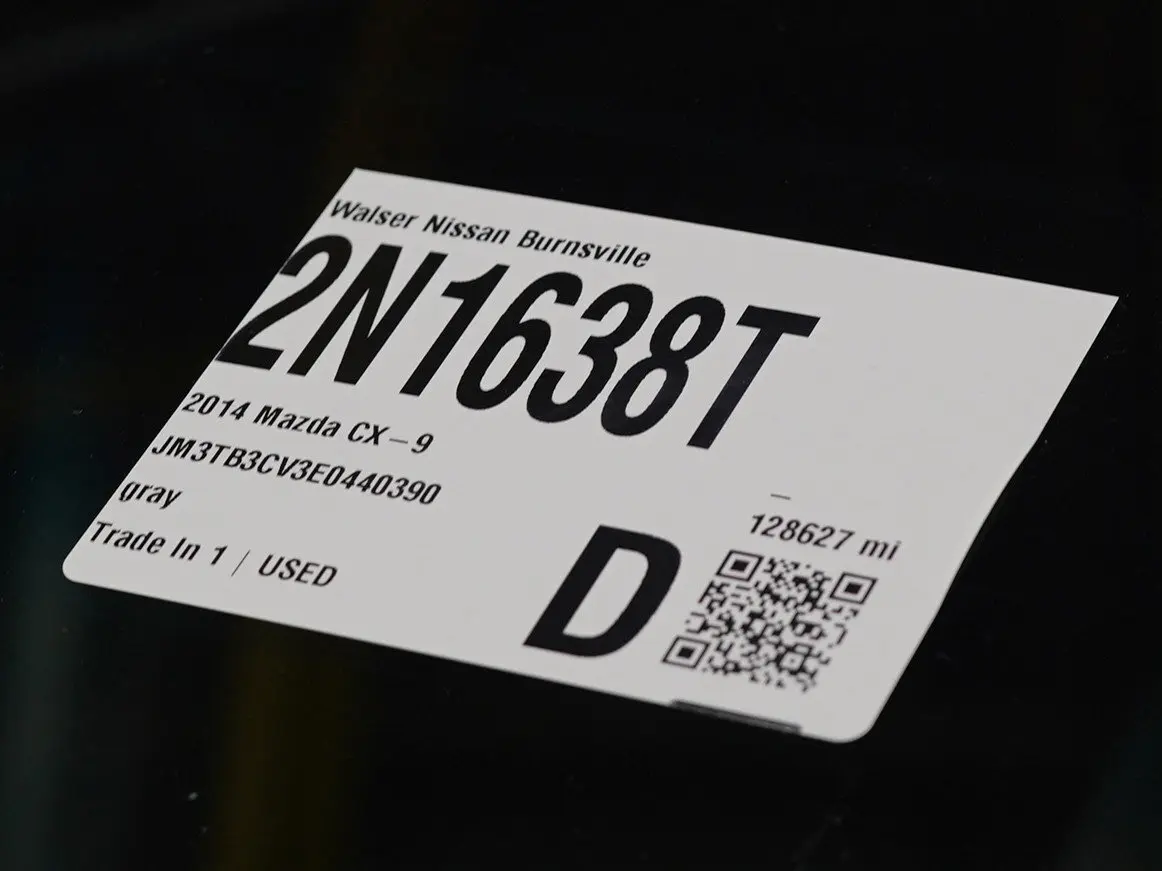 Walser Nissan Burnsville
2N1638T
2014 Mazda CX-9
JM3TB3CV3E0440390
gray
Trade In 1 / USED
–
128627 mi
D